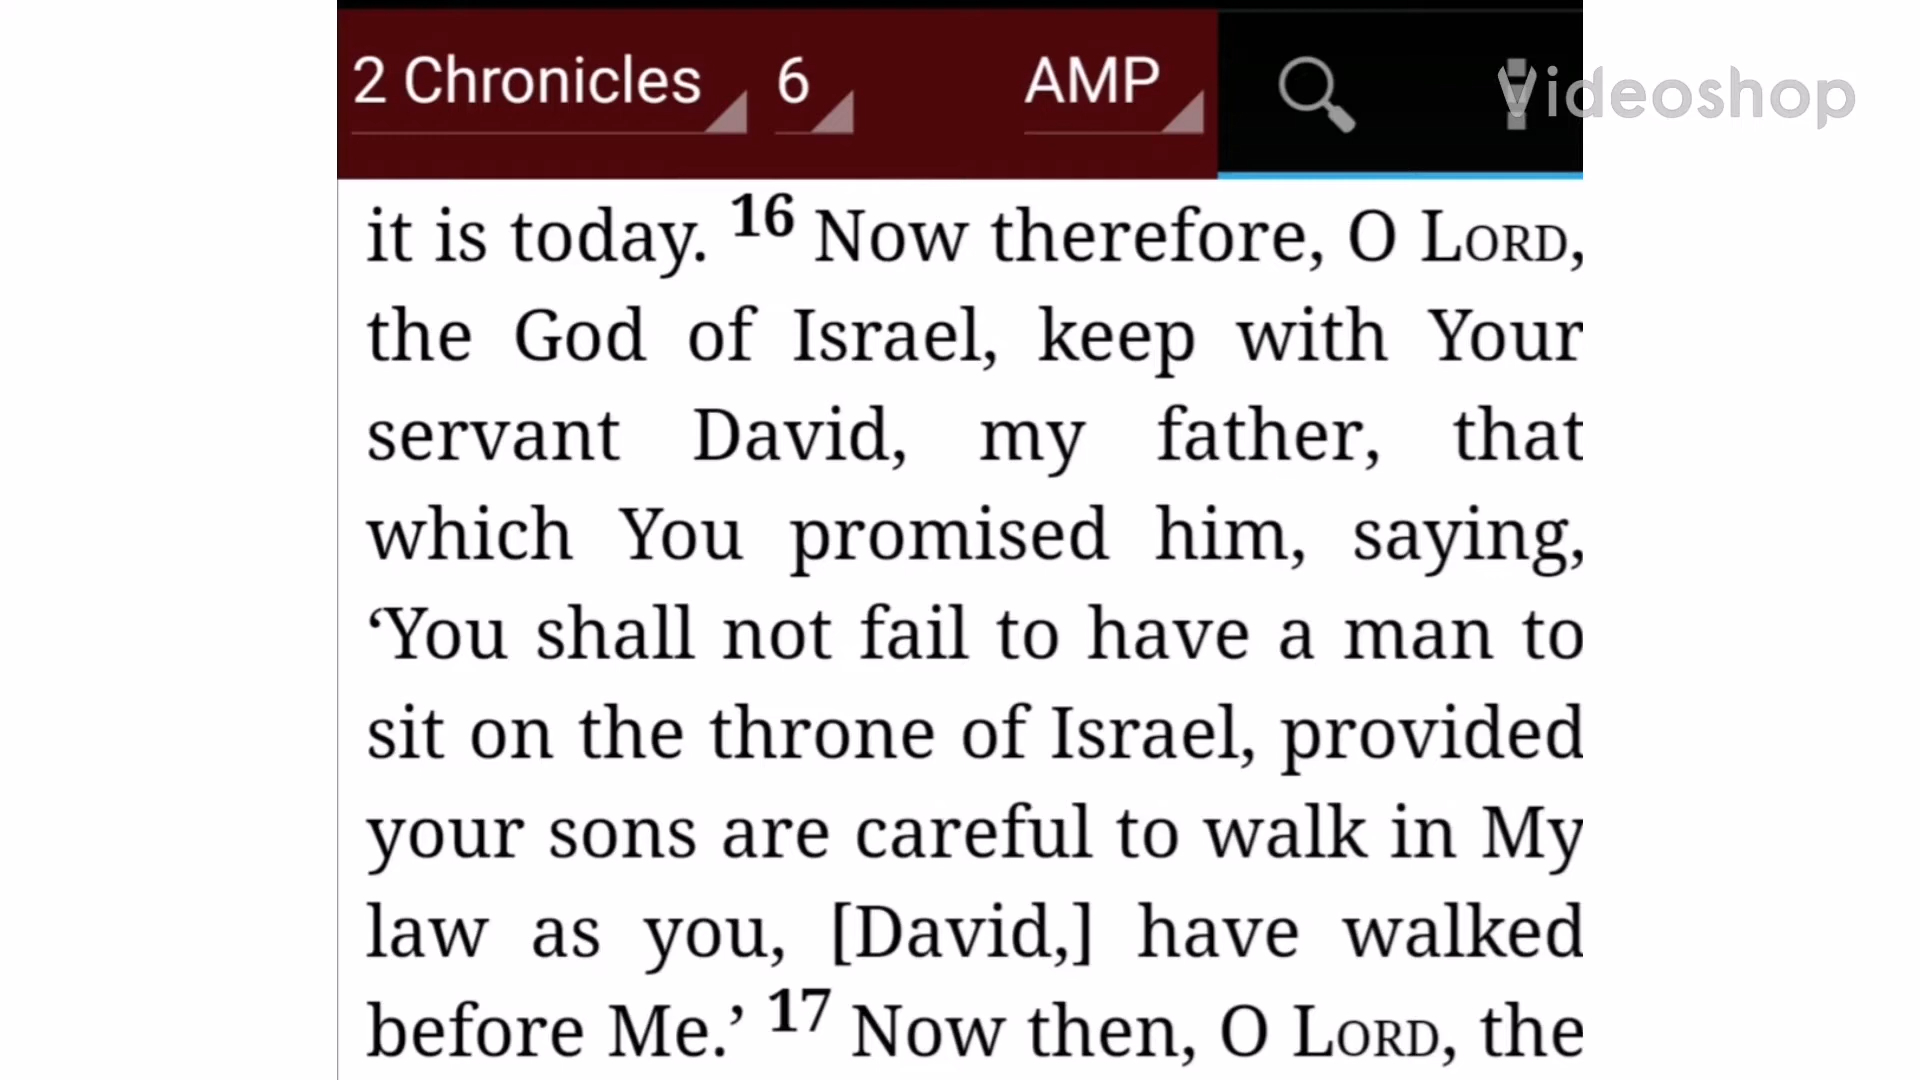 2 Chronicles 6 AMP
Videoshop
it is today. 16 Now therefore, O LORD,
the God of Israel, keep with Your
servant David, my father, that
which You promised him, saying,
‘You shall not fail to have a man to
sit on the throne of Israel, provided
your sons are careful to walk in My
law as you, [David,] have walked
before Me.’ 17 Now then, O LORD, the